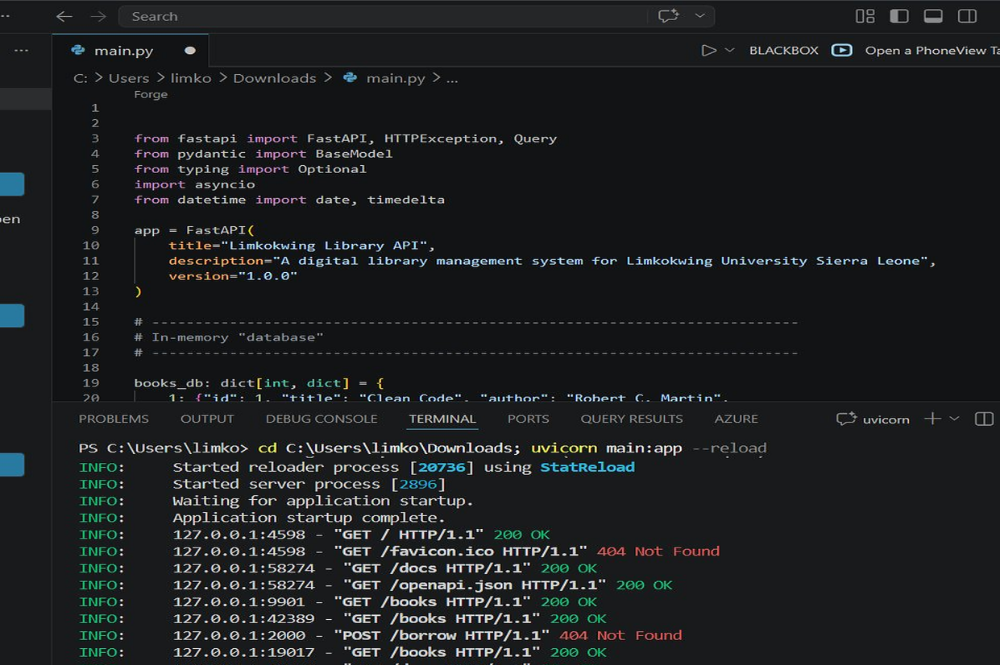 Search
main.py
BLACKBOX
Open a PhoneView Ta
C: > Users > limko > Downloads > main.py > ...
Forge
1
2
3 from fastapi import FastAPI, HTTPException, Query
4 from pydantic import BaseModel
5 from typing import Optional
6 import asyncio
7 from datetime import date, timedelta
8
9 app = FastAPI(
10 title="Limkokwing Library API",
11 description="A digital library management system for Limkokwing University Sierra Leone",
12 version="1.0.0"
13 )
14
15 # ---------------------------------------------------------------------------
16 # In-memory "database"
17 # ---------------------------------------------------------------------------
18
19 books_db: dict[int, dict] = {
20 1: {"id": 1, "title": "Clean Code", "author": "Robert C. Martin",
pen
PROBLEMS OUTPUT DEBUG CONSOLE TERMINAL PORTS QUERY RESULTS AZURE
uvicorn
PS C:\Users\limko> cd C:\Users\limko\Downloads; uvicorn main:app --reload
INFO: Started reloader process [20736] using StatReload
INFO: Started server process [2896]
INFO: Waiting for application startup.
INFO: Application startup complete.
INFO: 127.0.0.1:4598 - "GET / HTTP/1.1" 200 OK
INFO: 127.0.0.1:4598 - "GET /favicon.ico HTTP/1.1" 404 Not Found
INFO: 127.0.0.1:58274 - "GET /docs HTTP/1.1" 200 OK
INFO: 127.0.0.1:58274 - "GET /openapi.json HTTP/1.1" 200 OK
INFO: 127.0.0.1:9901 - "GET /books HTTP/1.1" 200 OK
INFO: 127.0.0.1:42389 - "GET /books HTTP/1.1" 200 OK
INFO: 127.0.0.1:2000 - "POST /borrow HTTP/1.1" 404 Not Found
INFO: 127.0.0.1:19017 - "GET /books HTTP/1.1" 200 OK